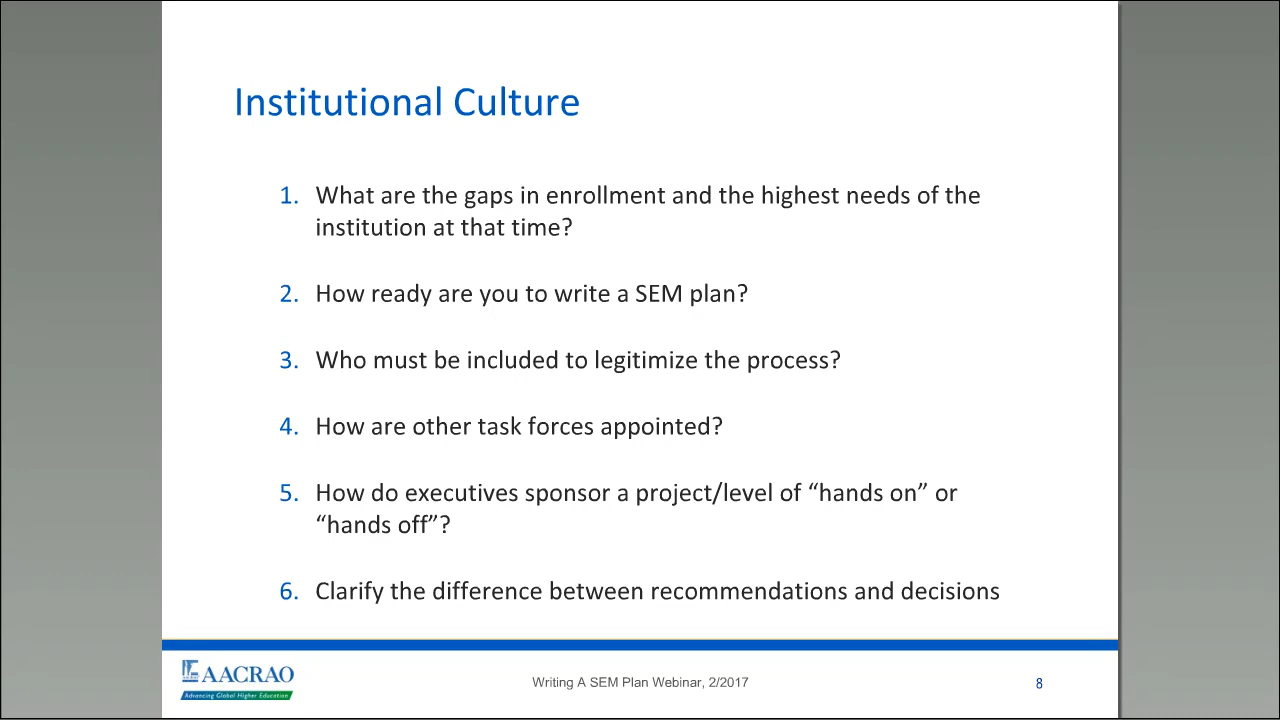 Institutional Culture
1. What are the gaps in enrollment and the highest needs of the
institution at that time?
2. How ready are you to write a SEM plan?
3. Who must be included to legitimize the process?
4. How are other task forces appointed?
5. How do executives sponsor a project/level of “hands on” or
“hands off”?
6. Clarify the difference between recommendations and decisions
AACRAO
Advancing Global Higher Education
Writing A SEM Plan Webinar, 2/2017
8